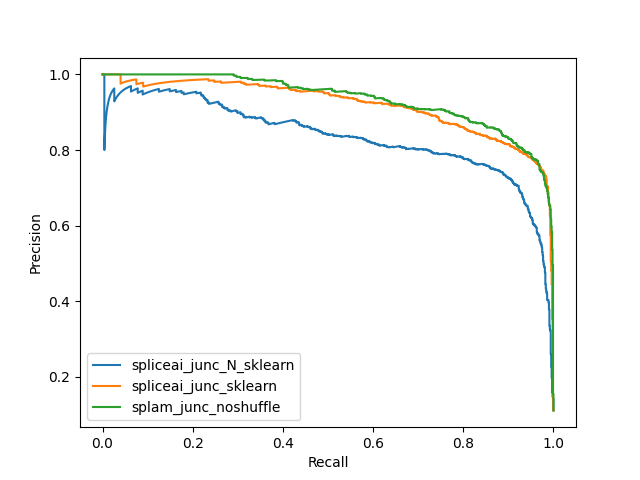 1.0
0.8
0.6
0.4
0.2
Precision
spliceai_junc_N_sklearn
spliceai_junc_sklearn
splam_junc_noshuffle
0.0 0.2 0.4 0.6 0.8 1.0
Recall